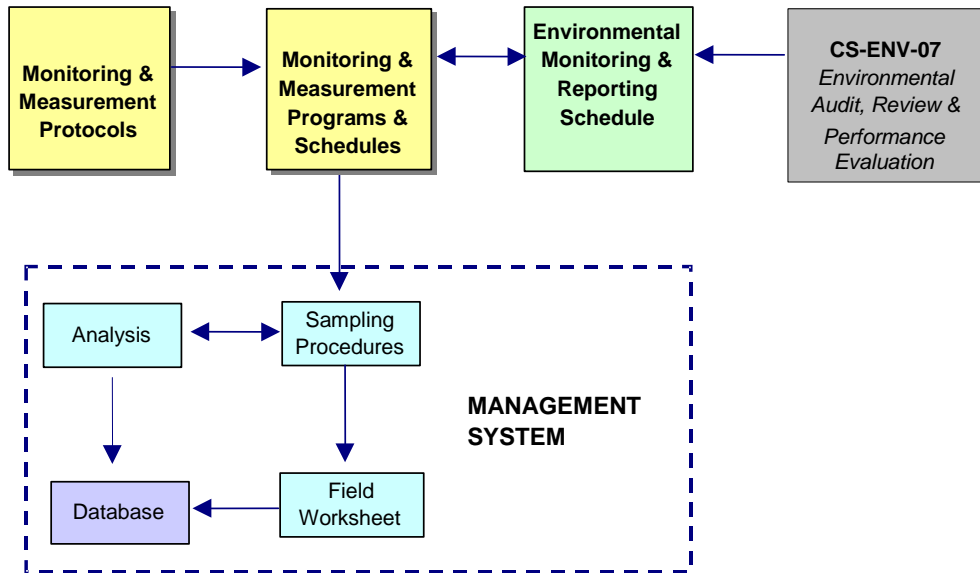 Monitoring &
Measurement
Protocols
Monitoring &
Measurement
Programs &
Schedules
Environmental
Monitoring &
Reporting
Schedule
CS-ENV-07
Environmental
Audit, Review &
Performance
Evaluation
Analysis
Sampling
Procedures
MANAGEMENT
SYSTEM
Database
Field
Worksheet